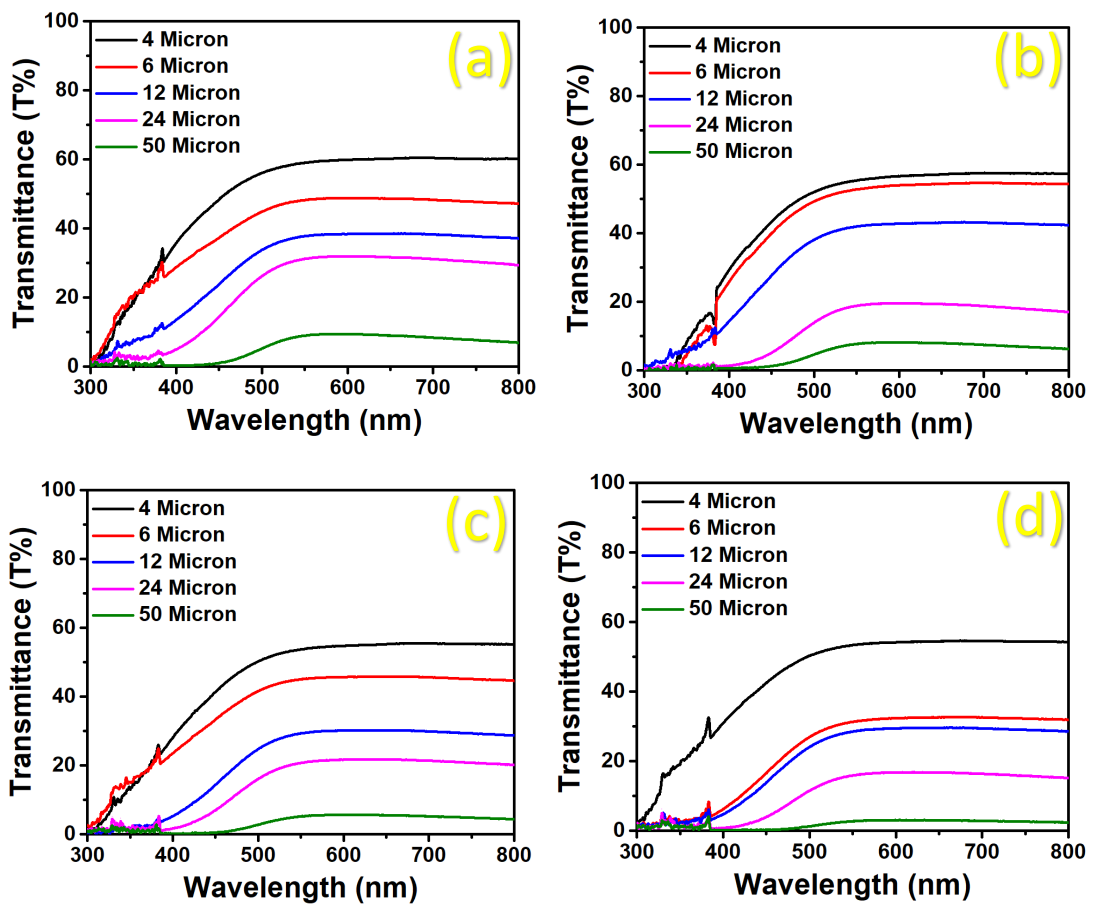 (a)
Transmittance (T%)
100
80
60
40
20
0
4 Micron
6 Micron
12 Micron
24 Micron
50 Micron
300 400 500 600 700 800
Wavelength (nm)
(b)
Transmittance (T%)
100
80
60
40
20
0
4 Micron
6 Micron
12 Micron
24 Micron
50 Micron
300 400 500 600 700 800
Wavelength (nm)
(c)
Transmittance (T%)
100
80
60
40
20
0
4 Micron
6 Micron
12 Micron
24 Micron
50 Micron
300 400 500 600 700 800
Wavelength (nm)
(d)
Transmittance (T%)
100
80
60
40
20
0
4 Micron
6 Micron
12 Micron
24 Micron
50 Micron
300 400 500 600 700 800
Wavelength (nm)